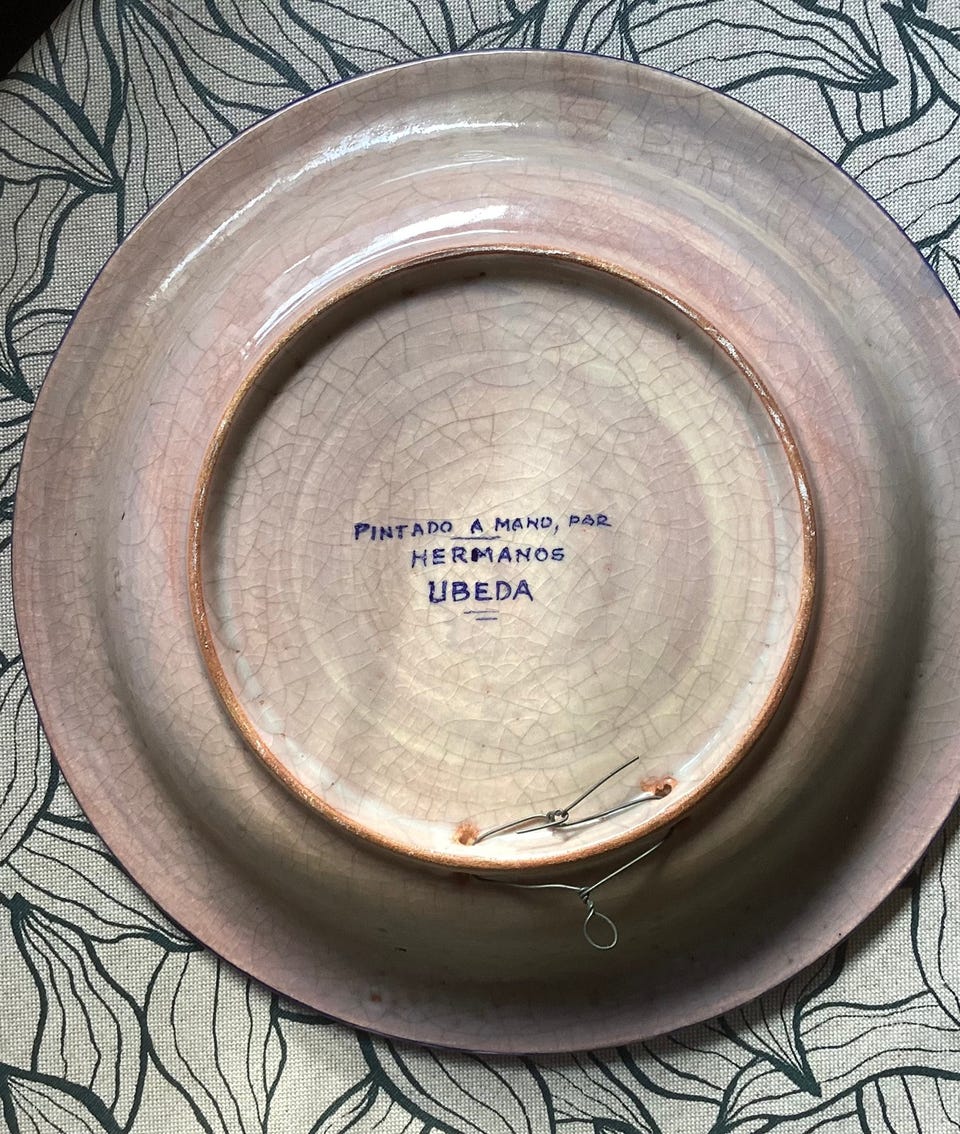 PINTADO A MANO, POR
HERMANOS
UBEDA